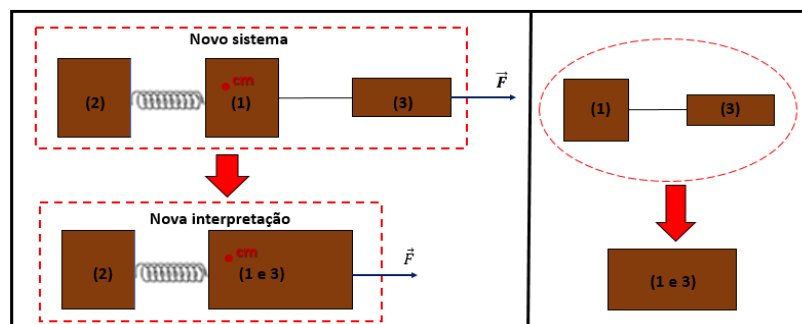 Novo sistema
(2) cm (1) (3) F
Nova interpretação
(2) cm (1 e 3) F
(1) (3)
(1 e 3)